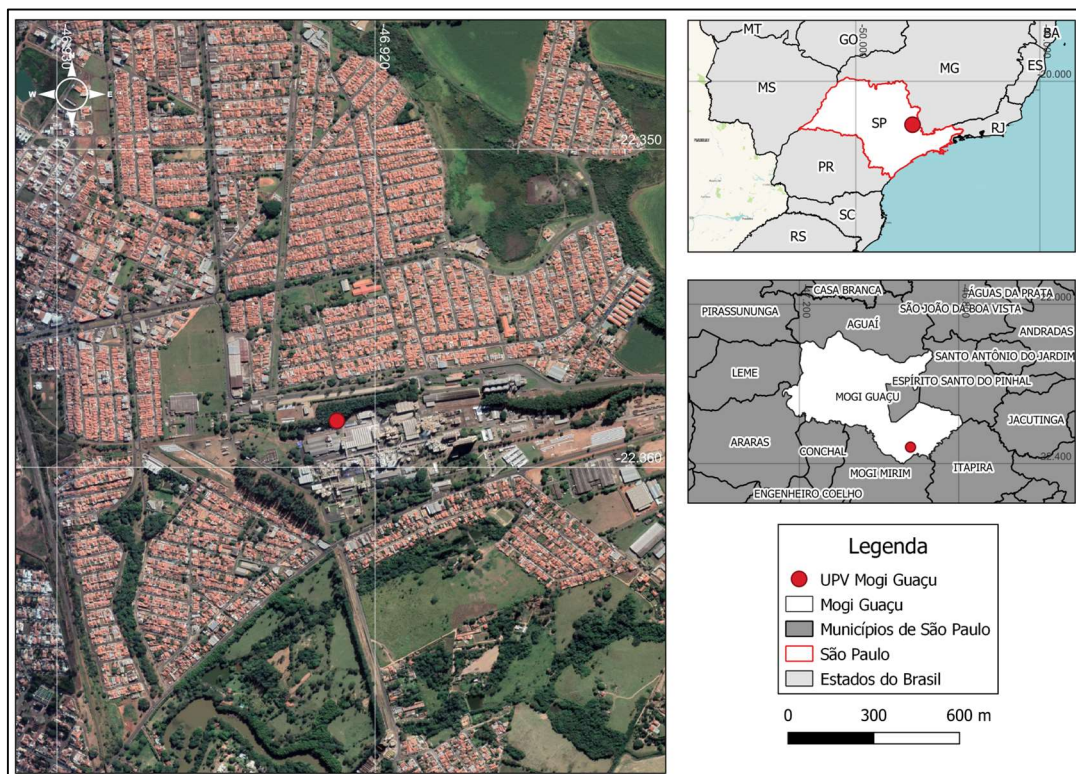 -46.930
-46.920
N
W
E
S
-22.350
-22.360
MT
GO
-50.000
BA
ES
-20.000
MS
MG
SP
RJ
PR
SC
RS
CASA BRANCA
ÁGUAS DA PRATA
PIRASSUNUNGA
SÃO JOÃO DA BOA VISTA
AGUAÍ
ANDRADAS
SANTO ANTÔNIO DO JARDIM
LEME
ESPÍRITO SANTO DO PINHAL
MOGI GUAÇU
JACUTINGA
ARARAS
CONCHAL
MOGI MIRIM
ITAPIRA
ENGENHEIRO COELHO
Legenda
UPV Mogi Guaçu
Mogi Guaçu
Municípios de São Paulo
São Paulo
Estados do Brasil
0 300 600 m